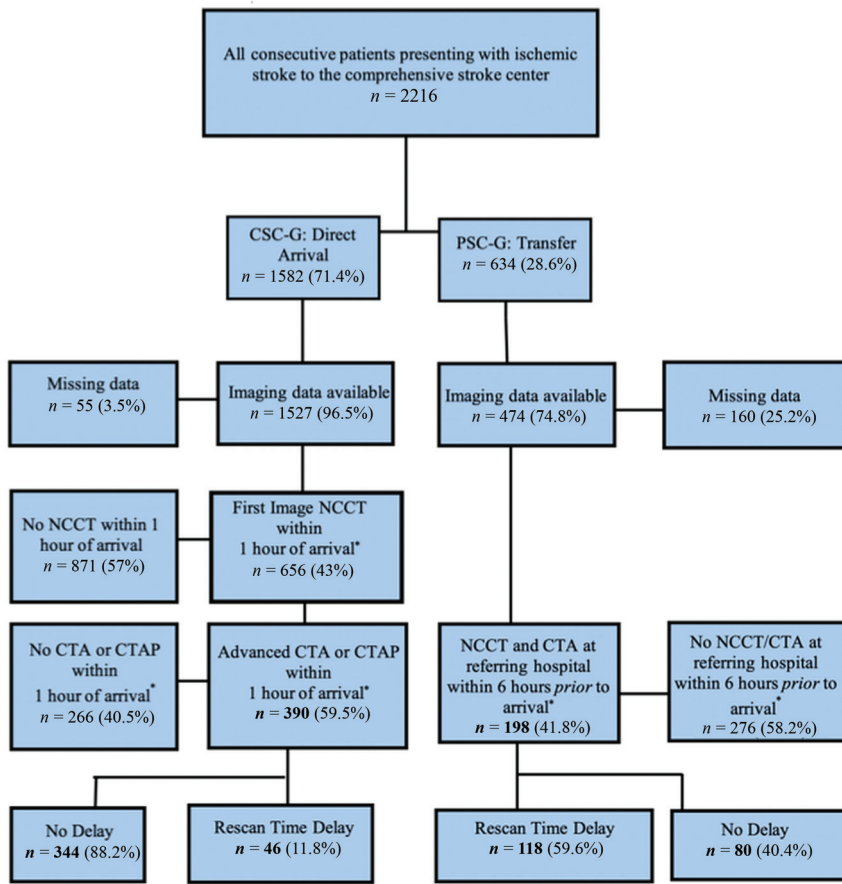 All consecutive patients presenting with ischemic
stroke to the comprehensive stroke center
n = 2216
CSC-G: Direct
Arrival
n = 1582 (71.4%)
PSC-G: Transfer
n = 634 (28.6%)
Missing data
n = 55 (3.5%)
Imaging data available
n = 1527 (96.5%)
Imaging data available
n = 474 (74.8%)
Missing data
n = 160 (25.2%)
No NCCT within 1
hour of arrival
n = 871 (57%)
First Image NCCT
within
1 hour of arrival*
n = 656 (43%)
No CTA or CTAP
within
1 hour of arrival*
n = 266 (40.5%)
Advanced CTA or CTAP
within
1 hour of arrival*
n = 390 (59.5%)
NCCT and CTA at
referring hospital
within 6 hours prior to
arrival*
n = 198 (41.8%)
No NCCT/CTA at
referring hospital
within 6 hours prior to
arrival*
n = 276 (58.2%)
No Delay
n = 344 (88.2%)
Rescan Time Delay
n = 46 (11.8%)
Rescan Time Delay
n = 118 (59.6%)
No Delay
n = 80 (40.4%)